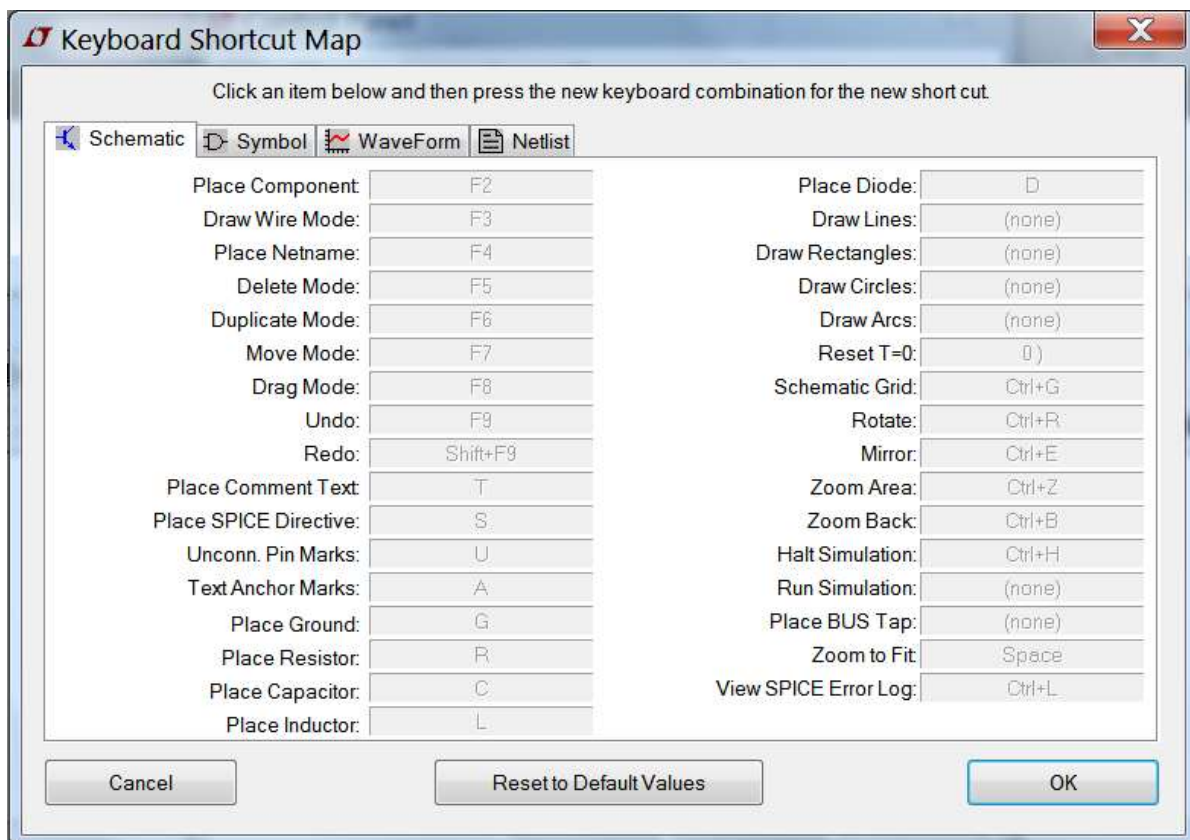 Keyboard Shortcut Map
Click an item below and then press the new keyboard combination for the new short cut.
Schematic Symbol WaveForm Netlist
Place Component: F2
Draw Wire Mode: F3
Place Netname: F4
Delete Mode: F5
Duplicate Mode: F6
Move Mode: F7
Drag Mode: F8
Undo: F9
Redo: Shift+F9
Place Comment Text: T
Place SPICE Directive: S
Unconn. Pin Marks: U
Text Anchor Marks: A
Place Ground: G
Place Resistor: R
Place Capacitor: C
Place Inductor: L
Place Diode: D
Draw Lines: (none)
Draw Rectangles: (none)
Draw Circles: (none)
Draw Arcs: (none)
Reset T=0: 0 )
Schematic Grid: Ctrl+G
Rotate: Ctrl+R
Mirror: Ctrl+E
Zoom Area: Ctrl+Z
Zoom Back: Ctrl+B
Halt Simulation: Ctrl+H
Run Simulation: (none)
Place BUS Tap: (none)
Zoom to Fit: Space
View SPICE Error Log: Ctrl+L
Cancel Reset to Default Values OK